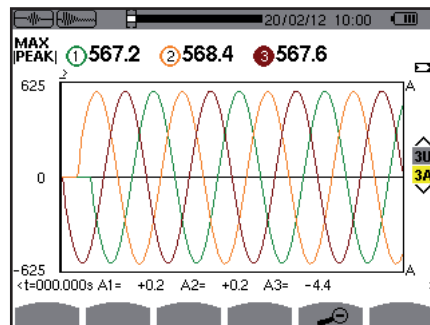 20/02/12 10:00
MAX
|PEAK| 1 567.2 2 568.4 3 567.6
625 A
3U
0
3A
-625 A
<t=000.000s A1= +0.2 A2= +0.2 A3= -4.4